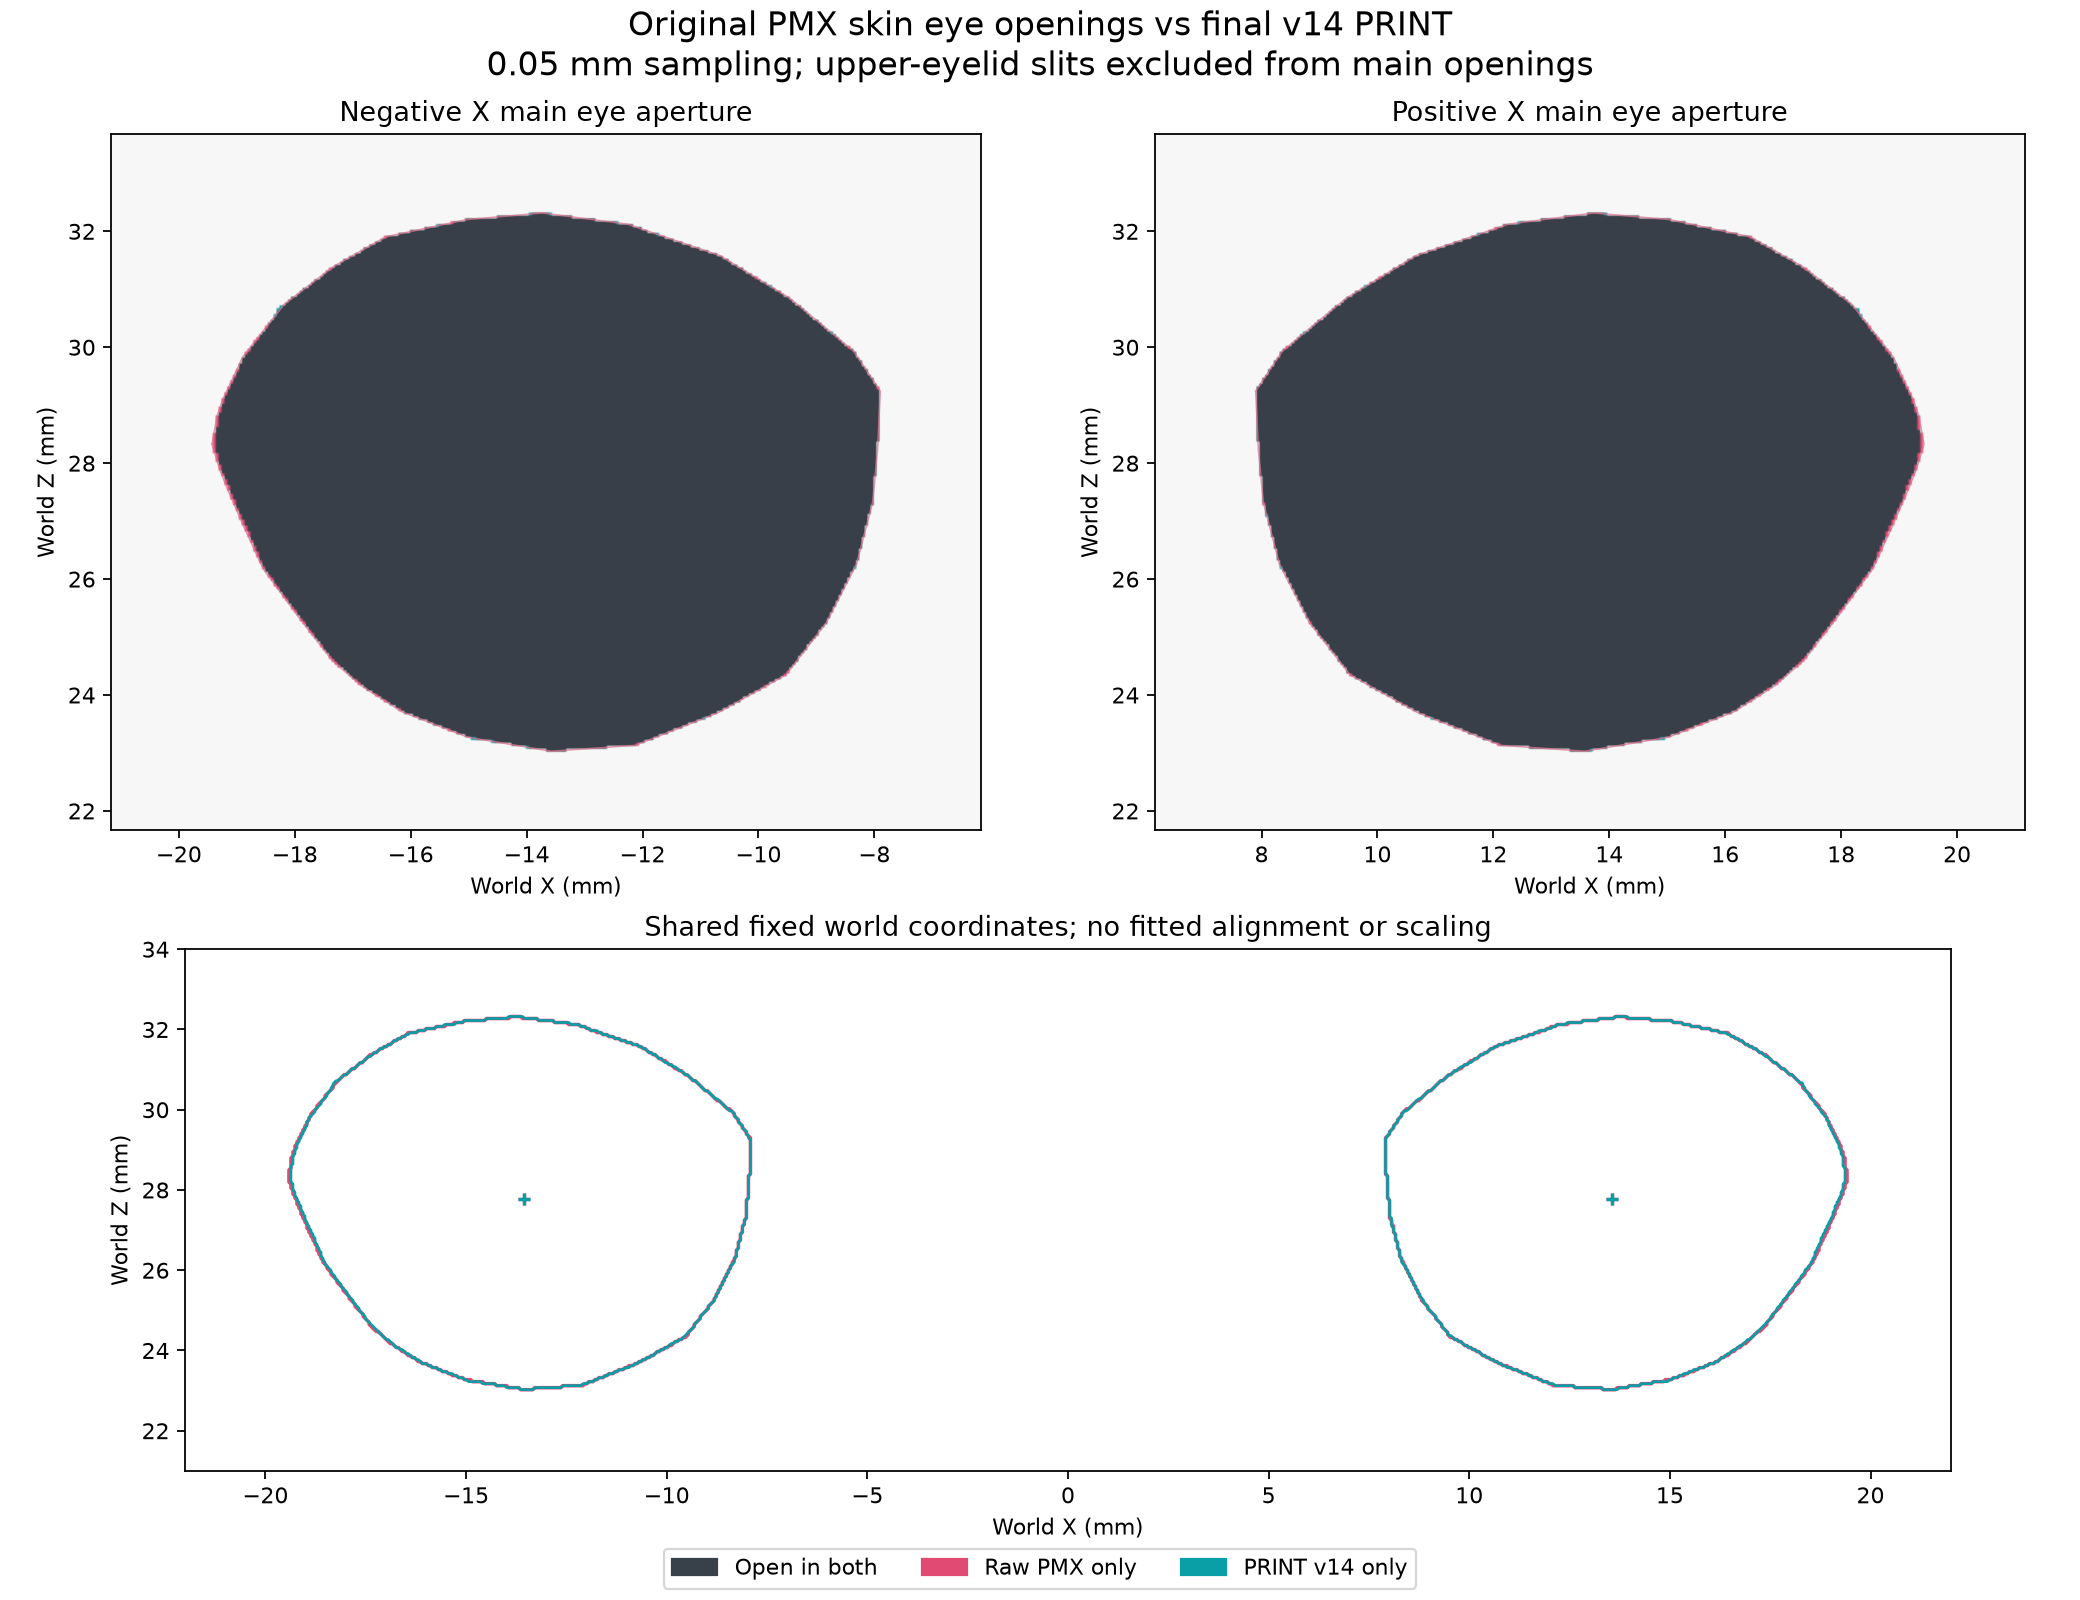 Original PMX skin eye openings vs final v14 PRINT
0.05 mm sampling; upper-eyelid slits excluded from main openings
Negative X main eye aperture
32
30
28
26
24
22
World Z (mm)
−20 −18 −16 −14 −12 −10 −8
World X (mm)
Positive X main eye aperture
32
30
28
26
24
22
World Z (mm)
8 10 12 14 16 18 20
World X (mm)
Shared fixed world coordinates; no fitted alignment or scaling
34
32
30
28
26
24
22
World Z (mm)
−20 −15 −10 −5 0 5 10 15 20
World X (mm)
Open in both Raw PMX only PRINT v14 only